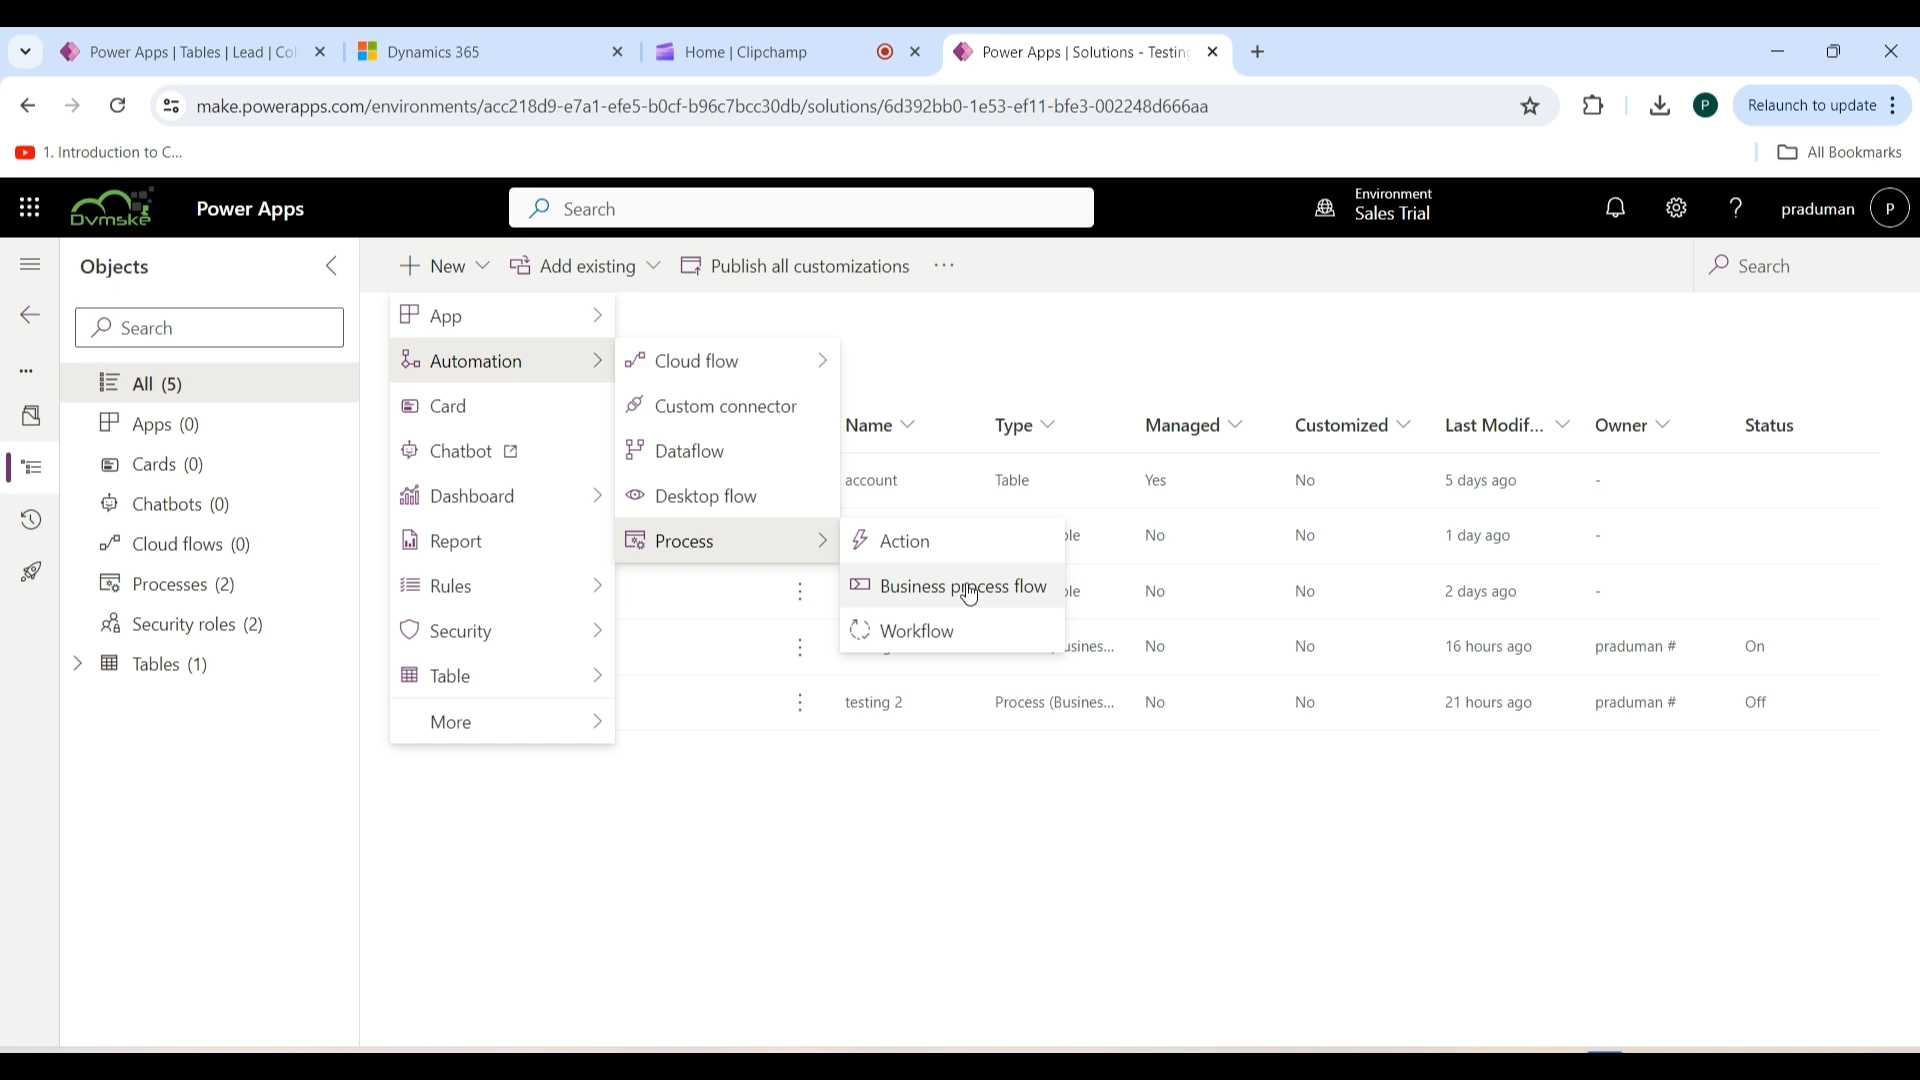 Power Apps | Tables | Lead | Co
Dynamics 365
Home | Clipchamp
Power Apps | Solutions - Testing
make.powerapps.com/environments/acc218d9-e7a1-efe5-b0cf-b96c7bcc30db/solutions/6d392bb0-1e53-ef11-bfe3-002248d666aa
P
Relaunch to update
1. Introduction to C...
All Bookmarks
Dvmske
Power Apps
Search
Environment
Sales Trial
praduman
P
Objects
New
Add existing
Publish all customizations
Search
Search
All (5)
Apps (0)
Cards (0)
Chatbots (0)
Cloud flows (0)
Processes (2)
Security roles (2)
Tables (1)
App
Automation
Card
Chatbot
Dashboard
Report
Rules
Security
Table
More
Cloud flow
Custom connector
Dataflow
Desktop flow
Process
Action
Business process flow
Workflow
Name Type Managed Customized Last Modif... Owner Status
account Table Yes No 5 days ago -
ble No No 1 day ago -
ble No No 2 days ago -
usines... No No 16 hours ago praduman # On
testing 2 Process (Busines... No No 21 hours ago praduman # Off